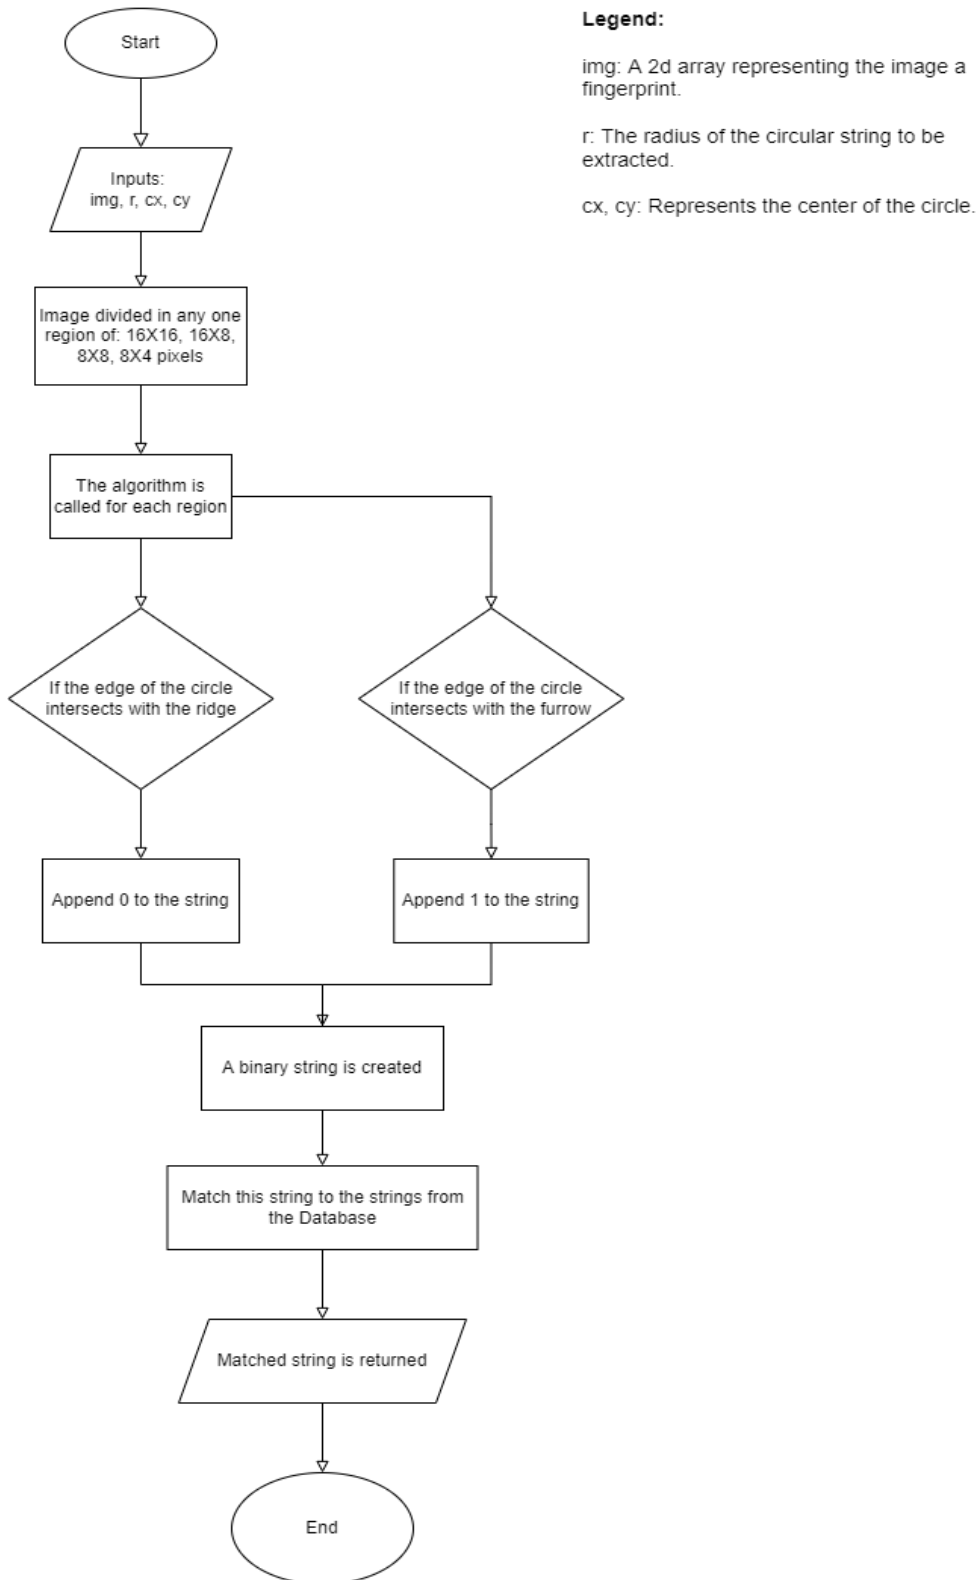 Start
Legend:
img: A 2d array representing the image a
fingerprint.
r: The radius of the circular string to be
extracted.
cx, cy: Represents the center of the circle.
Inputs:
img, r, cx, cy
Image divided in any one
region of: 16X16, 16X8,
8X8, 8X4 pixels
The algorithm is
called for each region
If the edge of the circle
intersects with the ridge
If the edge of the circle
intersects with the furrow
Append 0 to the string
Append 1 to the string
A binary string is created
Match this string to the strings from
the Database
Matched string is returned
End